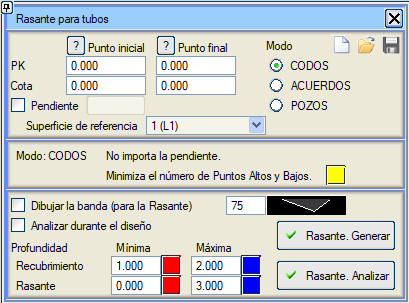 Rasante para tubos
? Punto inicial ? Punto final Modo
PK 0.000 0.000 CODOS
Cota 0.000 0.000 ACUERDOS
Pendiente POZOS
Superficie de referencia 1 (L1)
Modo: CODOS No importa la pendiente.
Minimiza el número de Puntos Altos y Bajos.
Dibujar la banda (para la Rasante) 75
Analizar durante el diseño
Rasante. Generar
Profundidad Mínima Máxima
Recubrimiento 1.000 2.000
Rasante. Analizar
Rasante 0.000 3.000